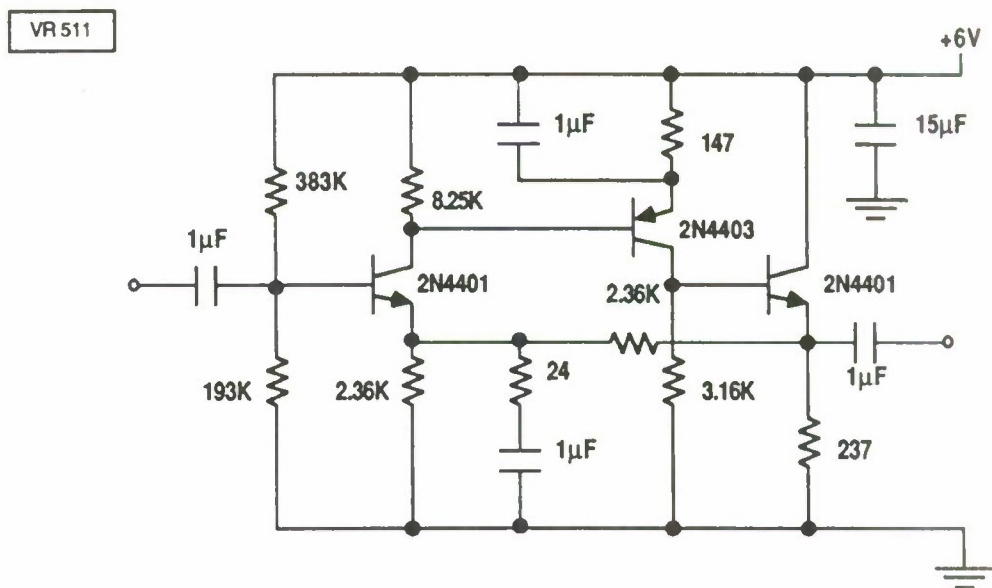 VR 511
+6V
1µF
147
15µF
383K
8.25K
1µF
2N4403
2N4401
2.36K
2N4401
193K
2.36K
24
3.16K
1µF
1µF
237